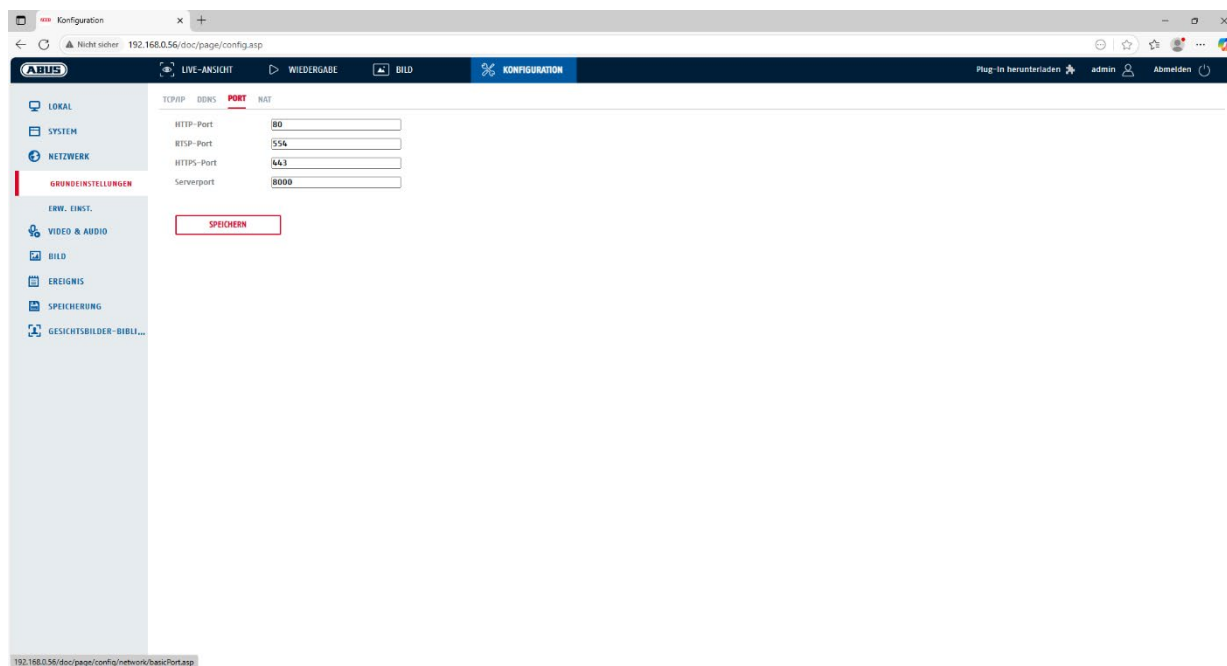 Konfiguration
Nicht sicher 192.168.0.56/doc/page/config.asp
ABUS LIVE-ANSICHT WIEDERGABE BILD KONFIGURATION Plug-In herunterladen admin Abmelden
LOKAL
SYSTEM
NETZWERK
GRUNDEINSTELLUNGEN
ERW. EINST.
VIDEO & AUDIO
BILD
EREIGNIS
SPEICHERUNG
GESICHTSBILDER-BIBLI...
TCP/IP DDNS PORT NAT
HTTP-Port 80
RTSP-Port 554
HTTPS-Port 443
Serverport 8000
SPEICHERN
192.168.0.56/doc/page/config/network/basicPort.asp